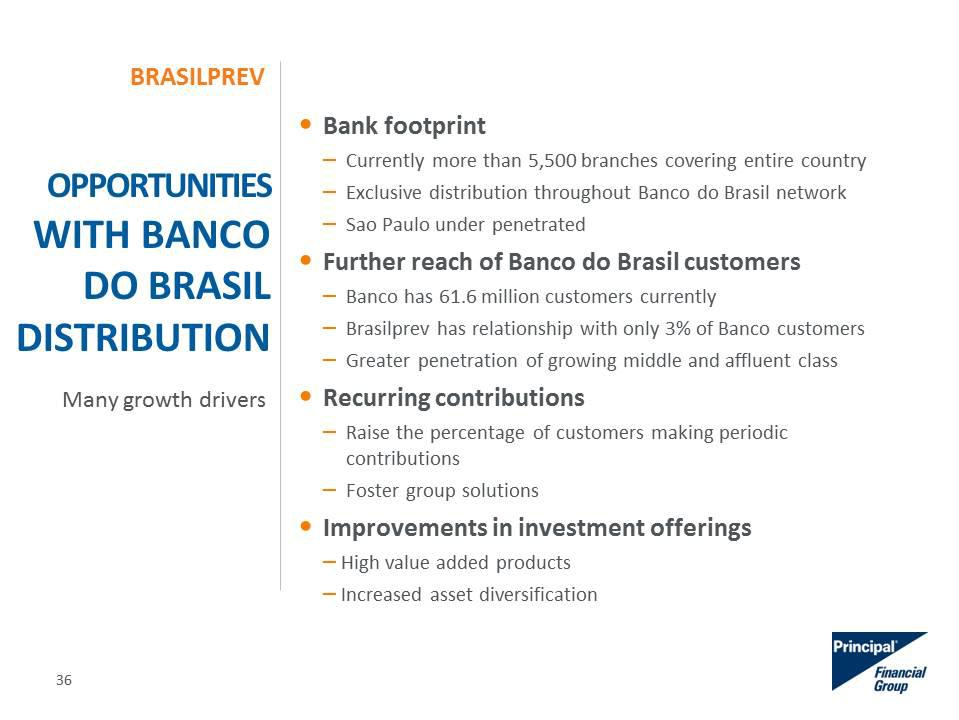 BRASILPREV
OPPORTUNITIES
WITH BANCO
DO BRASIL
DISTRIBUTION
Many growth drivers
• Bank footprint
– Currently more than 5,500 branches covering entire country
– Exclusive distribution throughout Banco do Brasil network
– Sao Paulo under penetrated
• Further reach of Banco do Brasil customers
– Banco has 61.6 million customers currently
– Brasilprev has relationship with only 3% of Banco customers
– Greater penetration of growing middle and affluent class
• Recurring contributions
– Raise the percentage of customers making periodic
contributions
– Foster group solutions
• Improvements in investment offerings
– High value added products
– Increased asset diversification
36
Principal®
Financial
Group